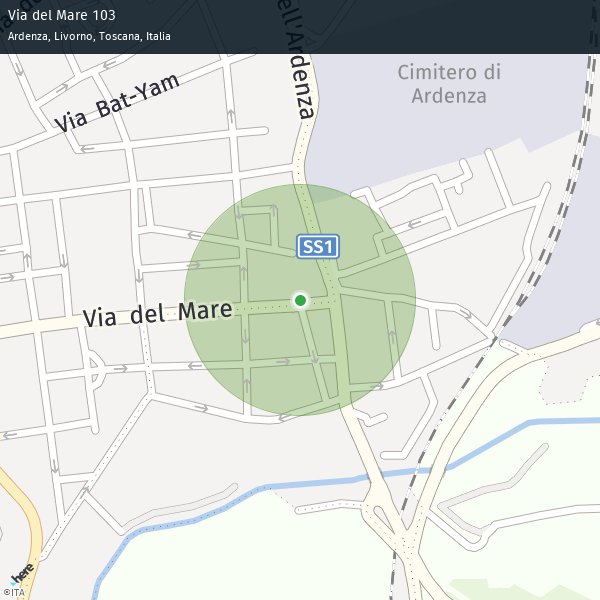 Via del Mare 103
Ardenza, Livorno, Toscana, Italia
ell'Ardenza
Cimitero di
Ardenza
Via Bat-Yam
SS1
Via del Mare
here
©ITA